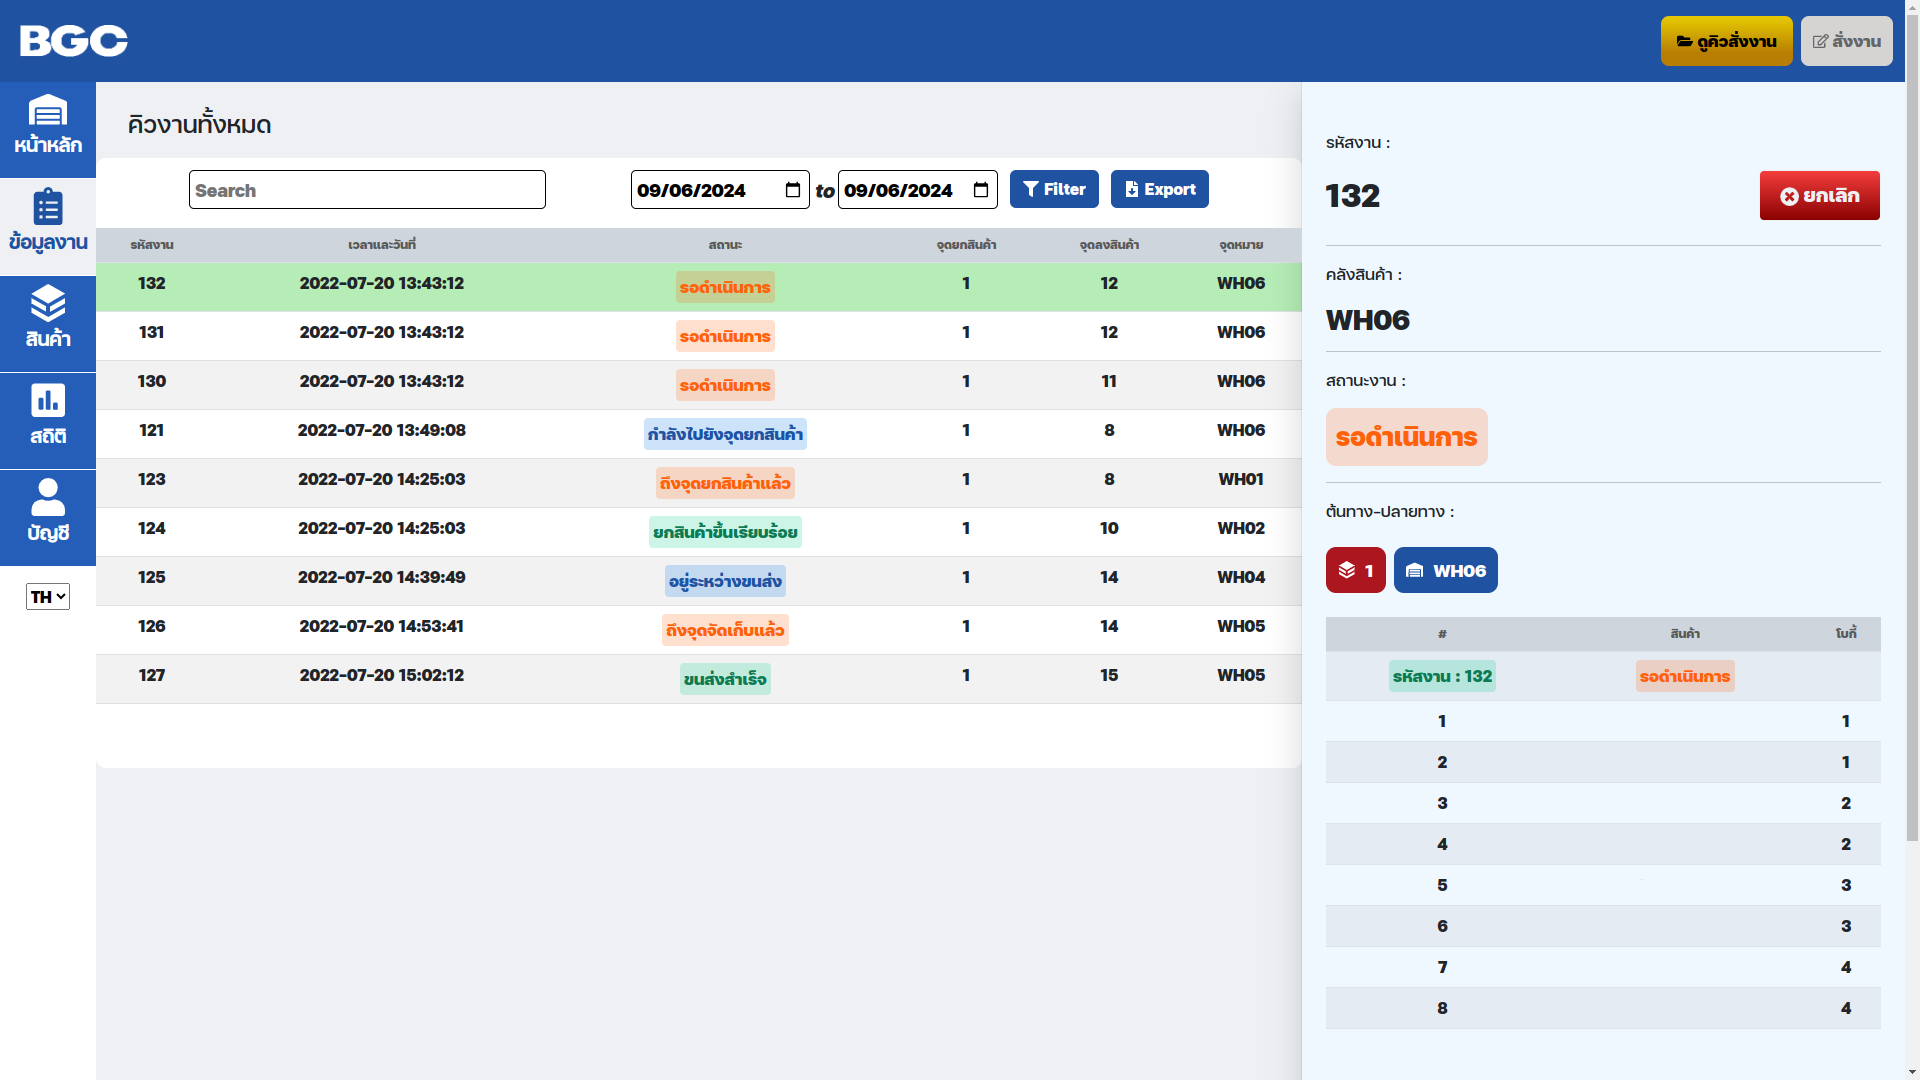 BGC
ดูคิวสั่งงาน
สั่งงาน
หน้าหลัก
ข้อมูลงาน
สินค้า
สถิติ
บัญชี
TH
คิวงานทั้งหมด
Search
09/06/2024 to 09/06/2024 Filter Export
รหัสงาน เวลาและวันที่ สถานะ จุดยกสินค้า จุดลงสินค้า จุดหมาย
132 2022-07-20 13:43:12 รอดำเนินการ 1 12 WH06
131 2022-07-20 13:43:12 รอดำเนินการ 1 12 WH06
130 2022-07-20 13:43:12 รอดำเนินการ 1 11 WH06
121 2022-07-20 13:49:08 กำลังไปยังจุดยกสินค้า 1 8 WH06
123 2022-07-20 14:25:03 ถึงจุดยกสินค้าแล้ว 1 8 WH01
124 2022-07-20 14:25:03 ยกสินค้าขึ้นเรียบร้อย 1 10 WH02
125 2022-07-20 14:39:49 อยู่ระหว่างขนส่ง 1 14 WH04
126 2022-07-20 14:53:41 ถึงจุดจัดเก็บแล้ว 1 14 WH05
127 2022-07-20 15:02:12 ขนส่งสำเร็จ 1 15 WH05
รหัสงาน :
132
ยกเลิก
คลังสินค้า :
WH06
สถานะงาน :
รอดำเนินการ
ต้นทาง-ปลายทาง :
1 WH06
# สินค้า โบกี้
รหัสงาน : 132 รอดำเนินการ
1 1
2 1
3 2
4 2
5 3
6 3
7 4
8 4